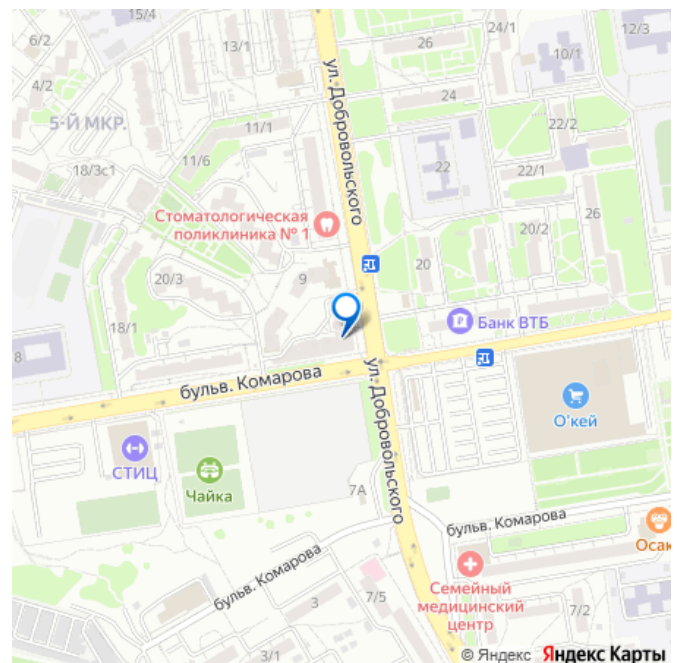 15/4
6/2
13/1
26
24/1
12/3
10/1
4/2
ул. Добровольского
24
5-Й МКР.
11/1
22/2
11/6
22
22/1
18/3с1
Стоматологическая
поликлиника № 1
26
20/2
20/3
9
20
18/1
Банк ВТБ
8
бульв. Комарова
ул. Добровольского
О'кей
СТИЦ
Чайка
7А
бульв. Комарова
Осак
бульв. Комарова
Семейный
медицинский
центр
3
7/5
7/2
3/1
© Яндекс Яндекс Карты